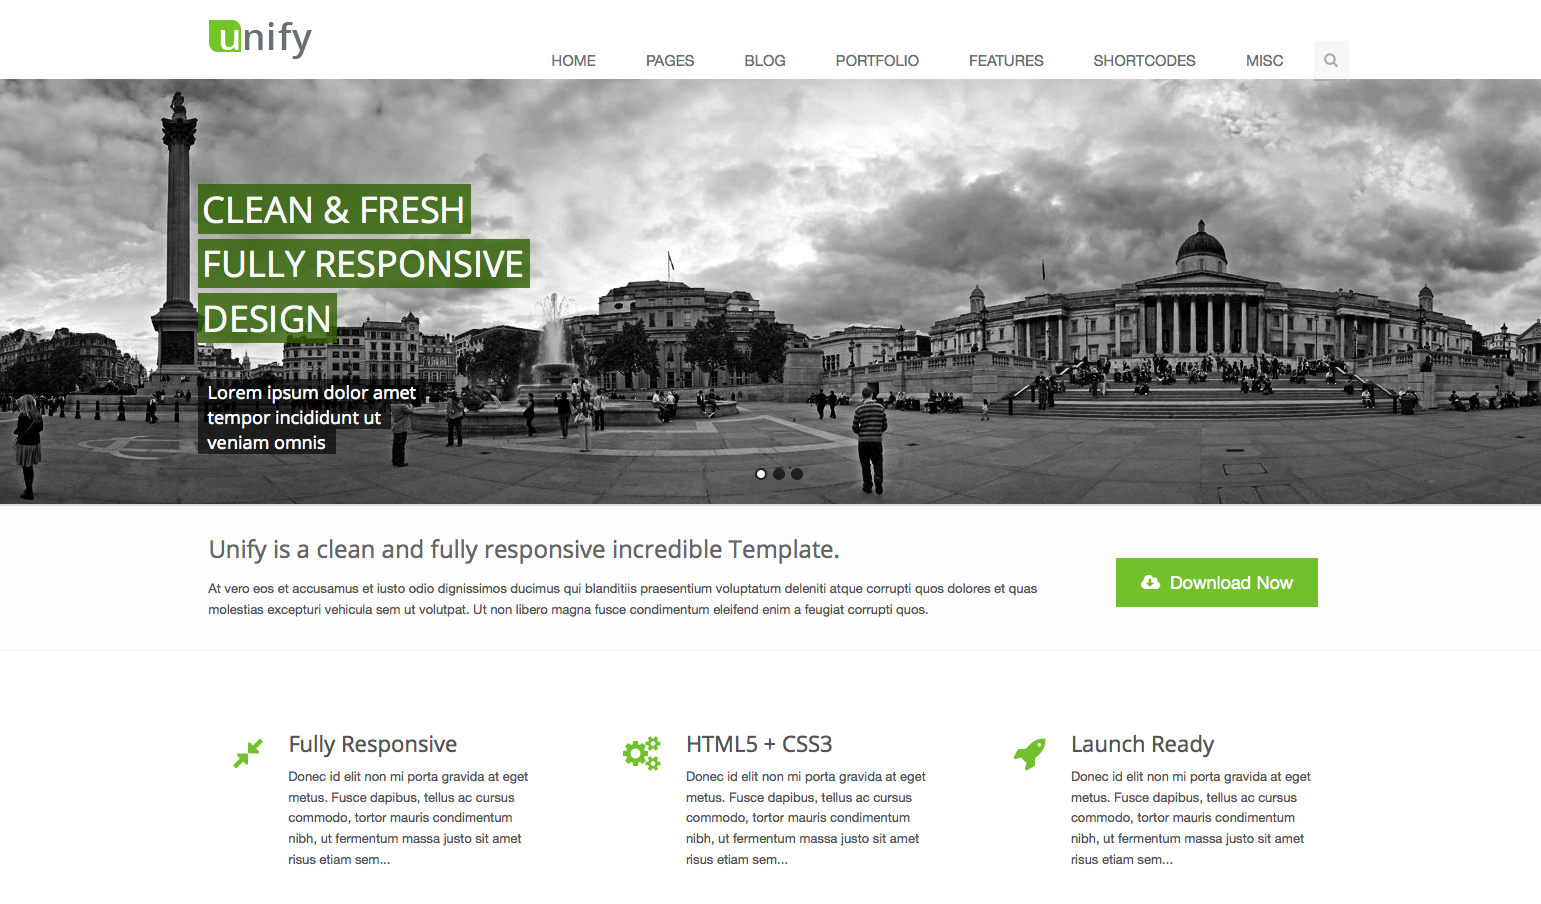 unify
HOME PAGES BLOG PORTFOLIO FEATURES SHORTCODES MISC
CLEAN & FRESH
FULLY RESPONSIVE
DESIGN
Lorem ipsum dolor amet
tempor incididunt ut
veniam omnis
Unify is a clean and fully responsive incredible Template.
At vero eos et accusamus et iusto odio dignissimos ducimus qui blanditiis praesentium voluptatum deleniti atque corrupti quos dolores et quas
molestias excepturi vehicula sem ut volutpat. Ut non libero magna fusce condimentum eleifend enim a feugiat corrupti quos.
Download Now
Fully Responsive
Donec id elit non mi porta gravida at eget
metus. Fusce dapibus, tellus ac cursus
commodo, tortor mauris condimentum
nibh, ut fermentum massa justo sit amet
risus etiam sem...
HTML5 + CSS3
Donec id elit non mi porta gravida at eget
metus. Fusce dapibus, tellus ac cursus
commodo, tortor mauris condimentum
nibh, ut fermentum massa justo sit amet
risus etiam sem...
Launch Ready
Donec id elit non mi porta gravida at eget
metus. Fusce dapibus, tellus ac cursus
commodo, tortor mauris condimentum
nibh, ut fermentum massa justo sit amet
risus etiam sem...